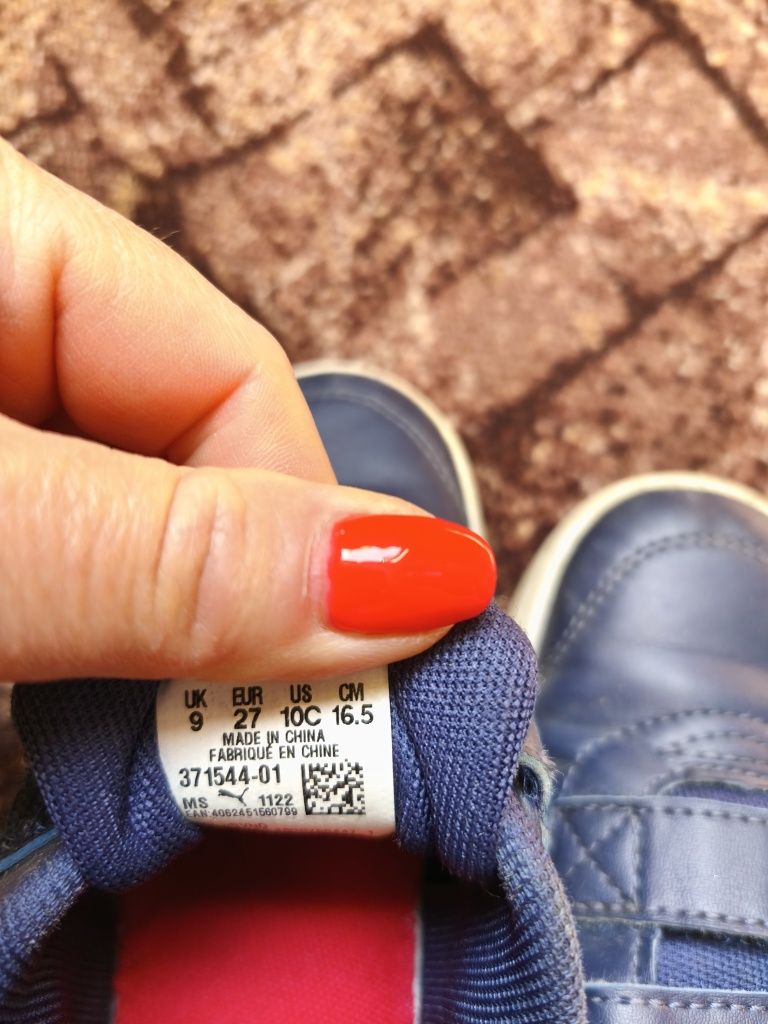 UK EUR US CM
9 27 10C 16.5
MADE IN CHINA
FABRIQUÉ EN CHINE
371544-01
MS 1122
EAN:4062451560799